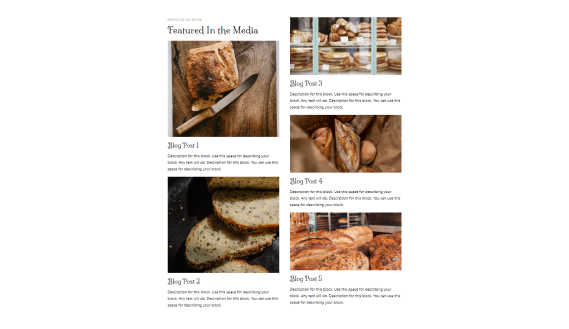 Featured In the Media
Blog Post 1
Description for this block. Use this space for describing your
block. Any text will do. Description for this block. You can use this
space for describing your block.
Blog Post 2
Description for this block. Use this space for describing your
block. Any text will do. Description for this block. You can use this
space for describing your block.
Blog Post 3
Description for this block. Use this space for describing your
block. Any text will do. Description for this block. You can use this
space for describing your block.
Blog Post 4
Description for this block. Use this space for describing your
block. Any text will do. Description for this block. You can use this
space for describing your block.
Blog Post 5
Description for this block. Use this space for describing your
block. Any text will do. Description for this block. You can use this
space for describing your block.